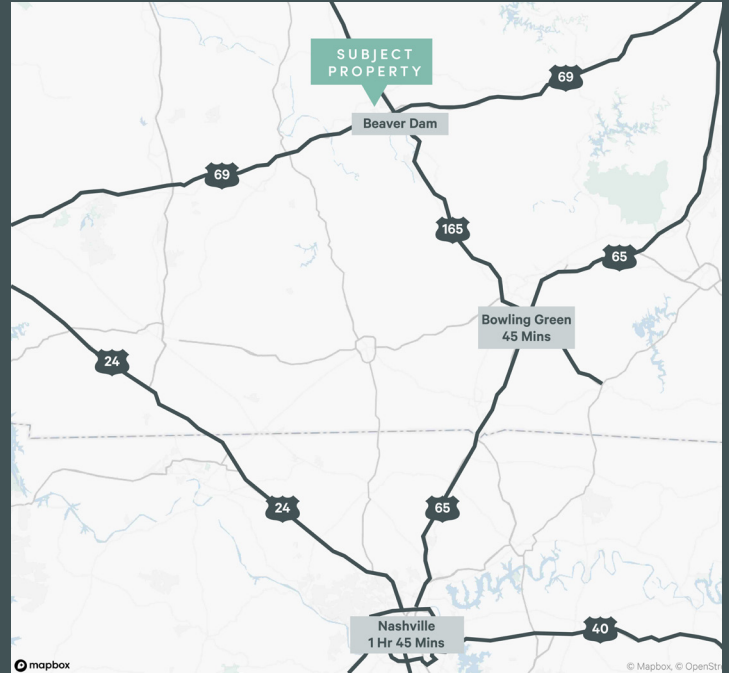 SUBJECT
PROPERTY
69
Beaver Dam
69
165
65
Bowling Green
45 Mins
24
24
65
Nashville
1 Hr 45 Mins
40
mapbox
© Mapbox, © OpenStr